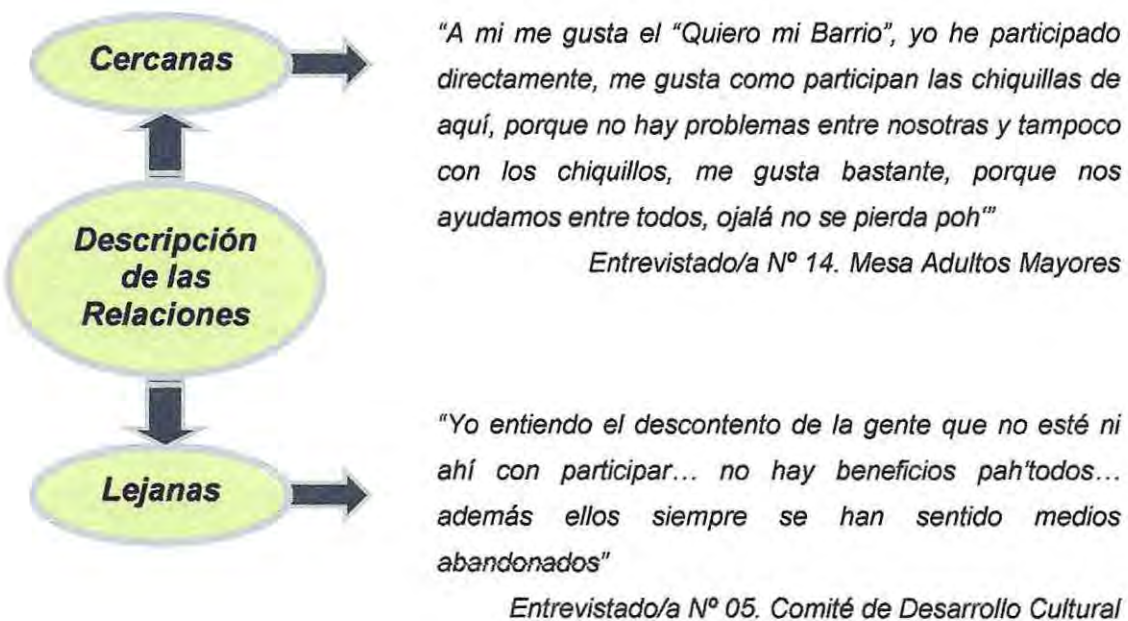 Cercanas
"A mi me gusta el "Quiero mi Barrio", yo he participado
directamente, me gusta como participan las chiquillas de
aquí, porque no hay problemas entre nosotras y tampoco
con los chiquillos, me gusta bastante, porque nos
ayudamos entre todos, ojalá no se pierda poh'"
Entrevistado/a Nº 14. Mesa Adultos Mayores
Descripción
de las
Relaciones
Lejanas
"Yo entiendo el descontento de la gente que no esté ni
ahí con participar... no hay beneficios pah'todos...
además ellos siempre se han sentido medios
abandonados"
Entrevistado/a Nº 05. Comité de Desarrollo Cultural